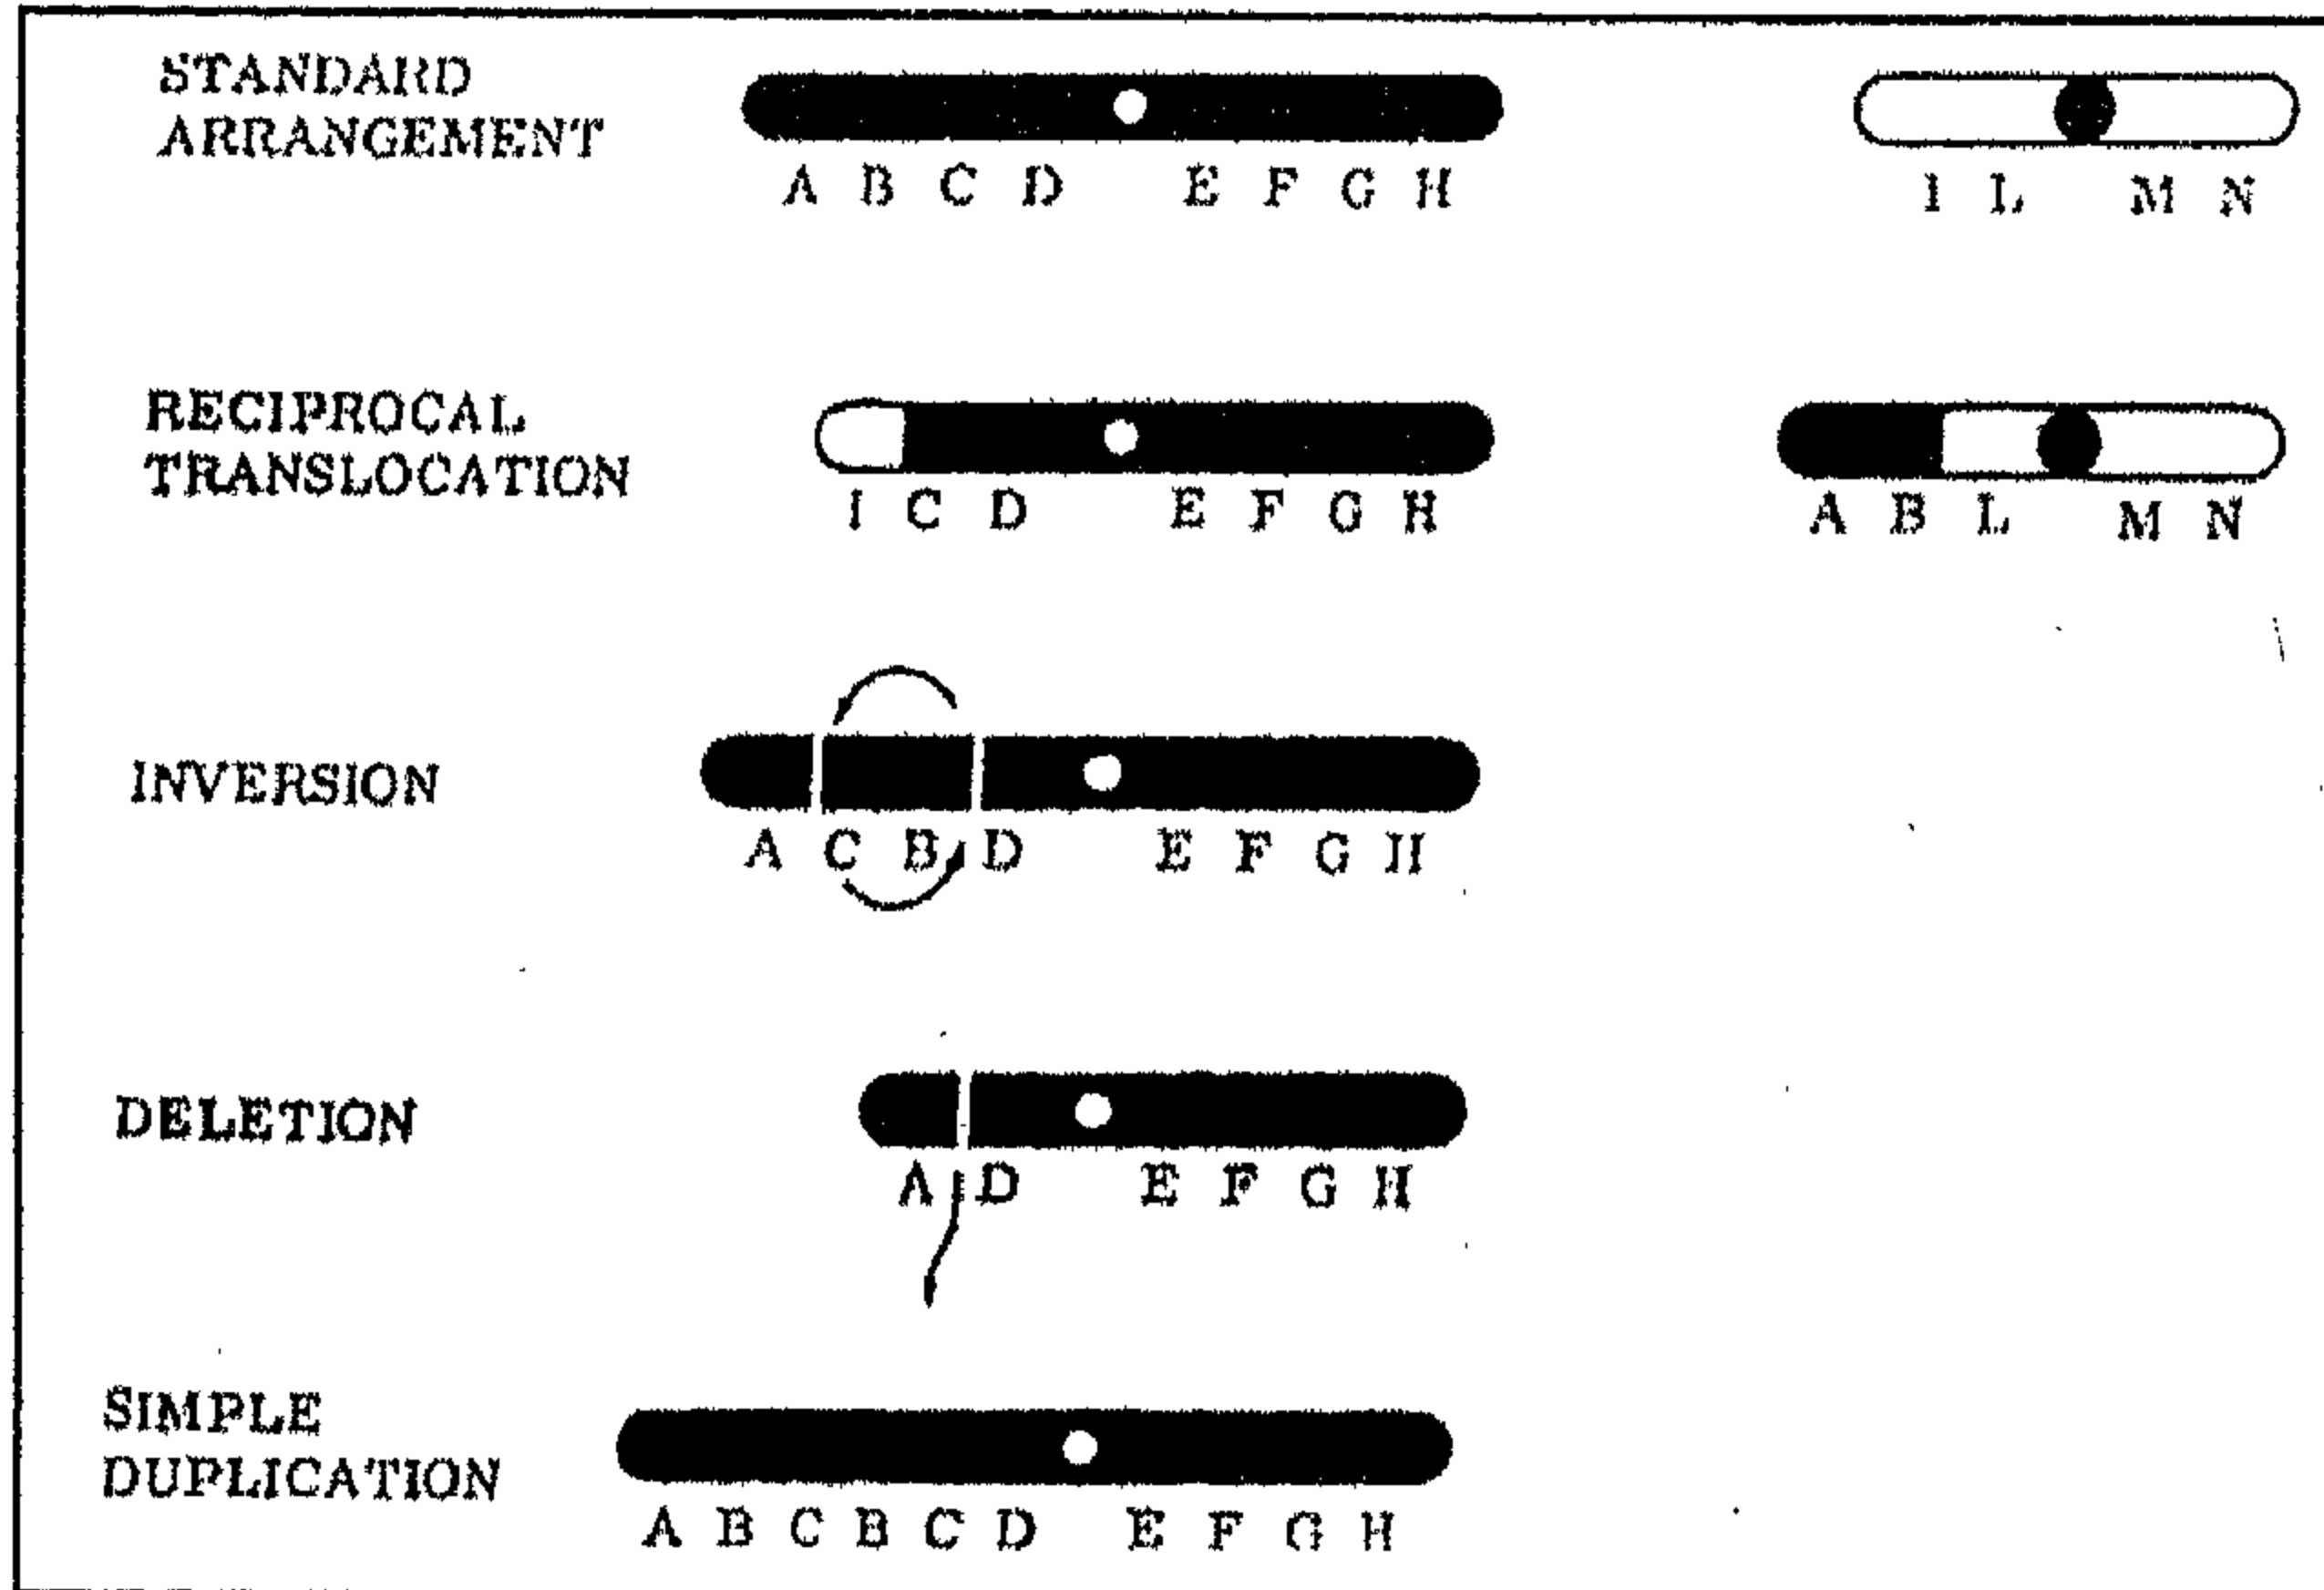 STANDARD
ARRANGEMENT
A B C D E F G H
I L M N
RECIPROCAL
TRANSLOCATION
I C D E F G H
A B L M N
INVERSION
A C B D E F G H
DELETION
A D E F G H
SIMPLE
DUPLICATION
A B C B C D E F G H